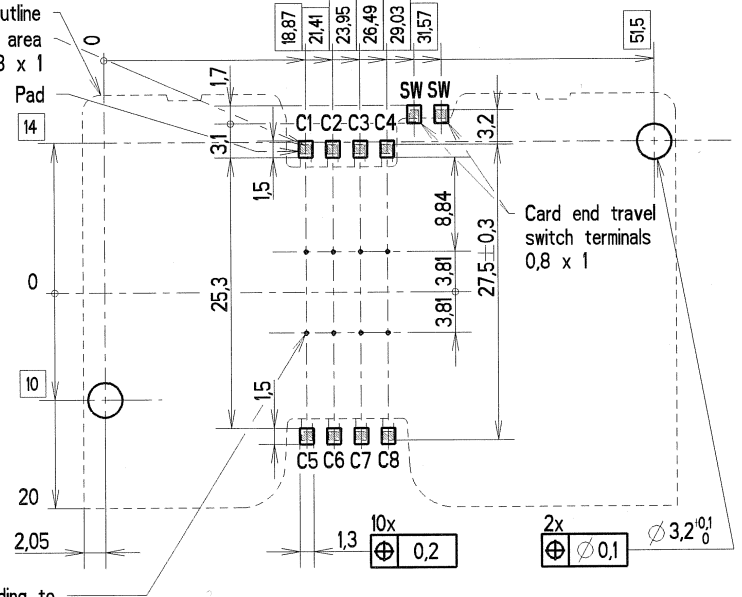 utline
area
3 x 1
Pad
0
18,87
21,41
23,95
26,49
29,03
31,57
51,5
1,7
SW SW
C1 C2 C3 C4
3,2
14
3,1
1,5
8,84
Card end travel
switch terminals
0,8 x 1
0
25,3
3,81
3,81
27,5±0,3
10
1,5
20
C5 C6 C7 C8
2,05
1,3
10x
⌖ 0,2
2x
⌖ ∅ 0,1
∅ 3,2 +0,1 0
ding to